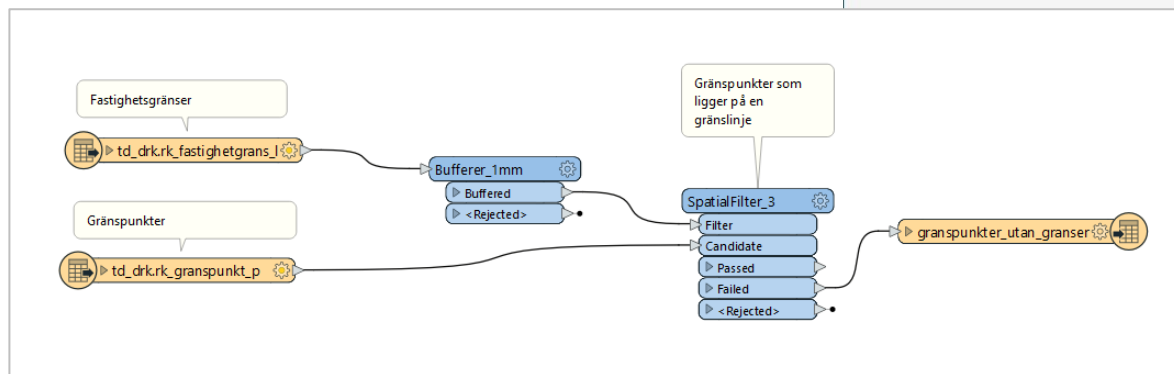 Fastighetsgränser
td_drk.rk_fastighetgrans_l
Gränspunkter
td_drk.rk_granspunkt_p
Bufferer_1mm
Buffered
<Rejected>
Gränspunkter som
ligger på en
gränslinje
SpatialFilter_3
Filter
Candidate
Passed
Failed
<Rejected>
granspunkter_utan_granser